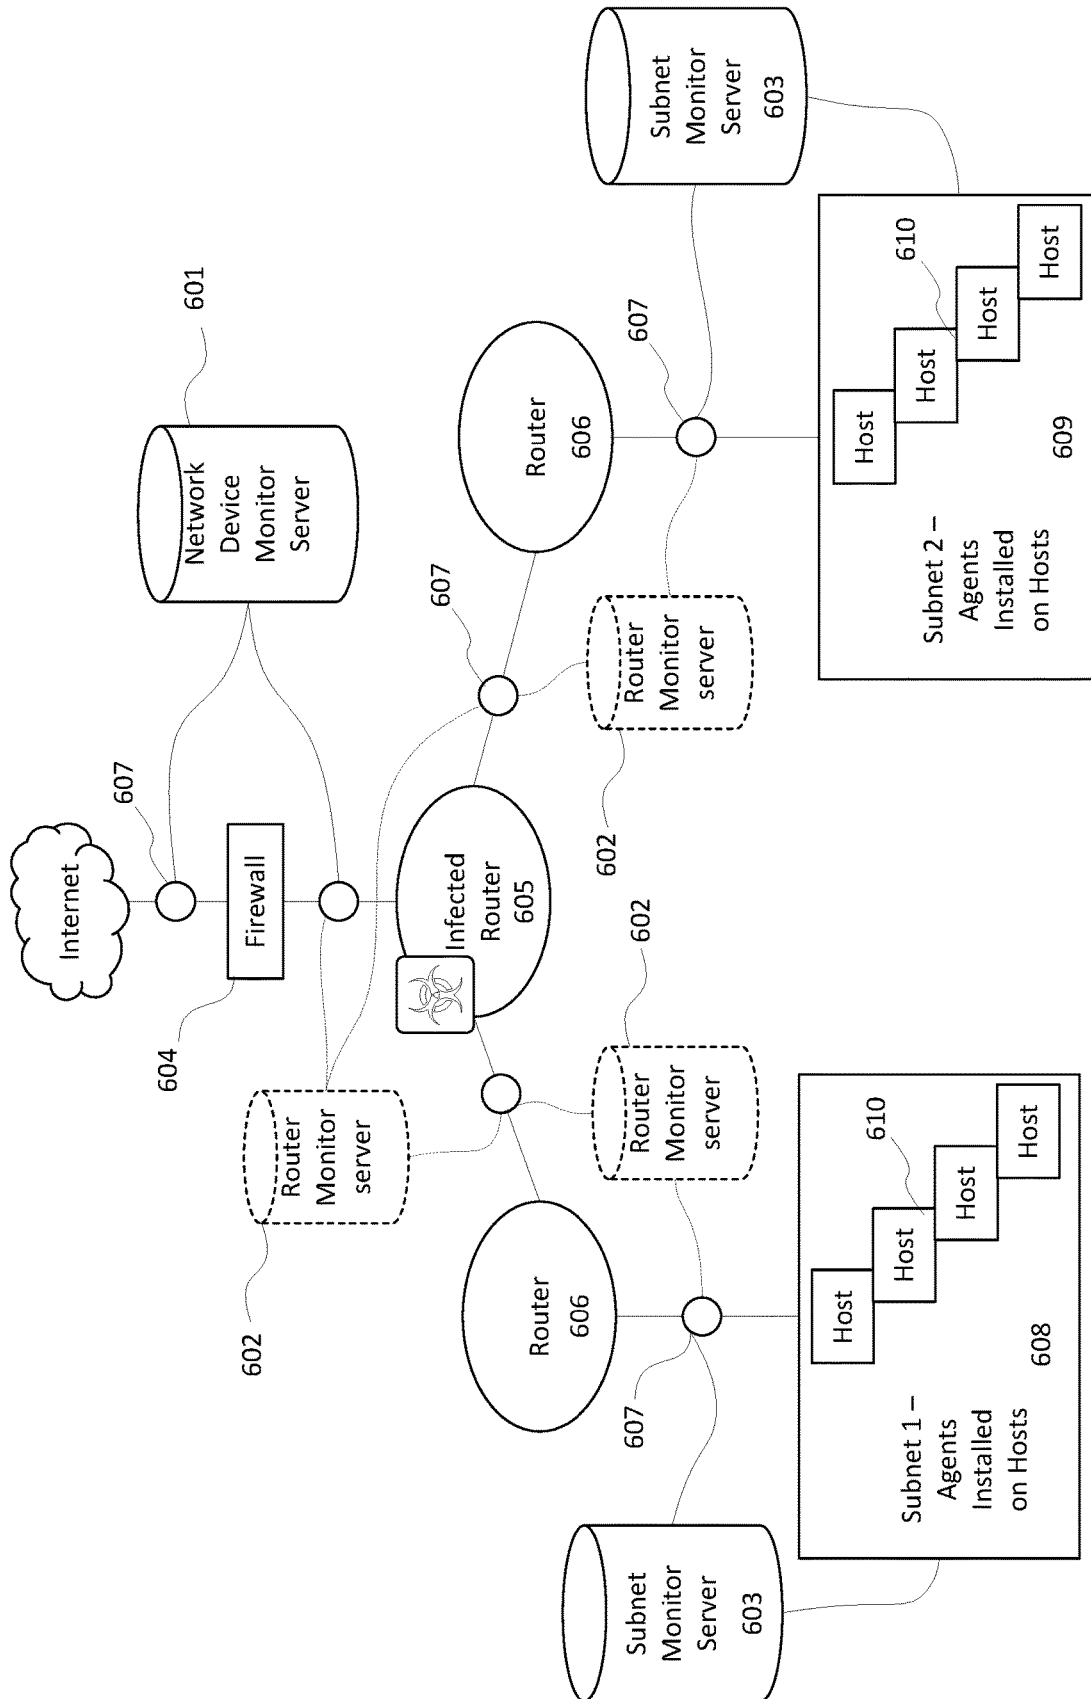 Internet
607
Firewall
604
Network
Device
Monitor
Server
601
Router
Monitor
server
602
Infected
Router
605
607
Router
606
Router
606
Router
Monitor
server
602
Router
Monitor
server
602
607
607
Subnet
Monitor
Server
603
Subnet
Monitor
Server
603
Subnet 1 –
Agents
Installed
on Hosts
608
Host
Host
Host
Host
610
Subnet 2 –
Agents
Installed
on Hosts
609
Host
Host
Host
Host
610